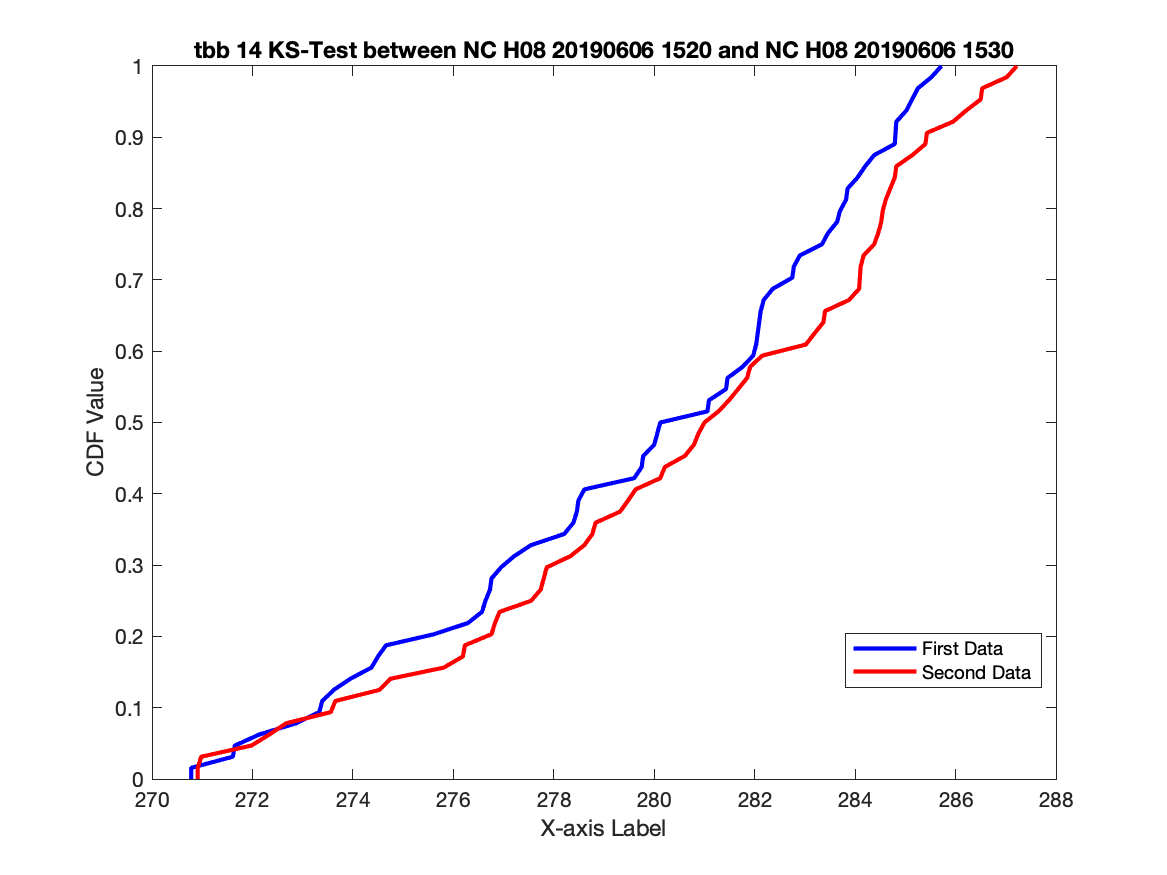 tbb 14 KS-Test between NC H08 20190606 1520 and NC H08 20190606 1530
1
0.9
0.8
0.7
0.6
0.5
0.4
0.3
0.2
0.1
0
CDF Value
First Data
Second Data
270 272 274 276 278 280 282 284 286 288
X-axis Label